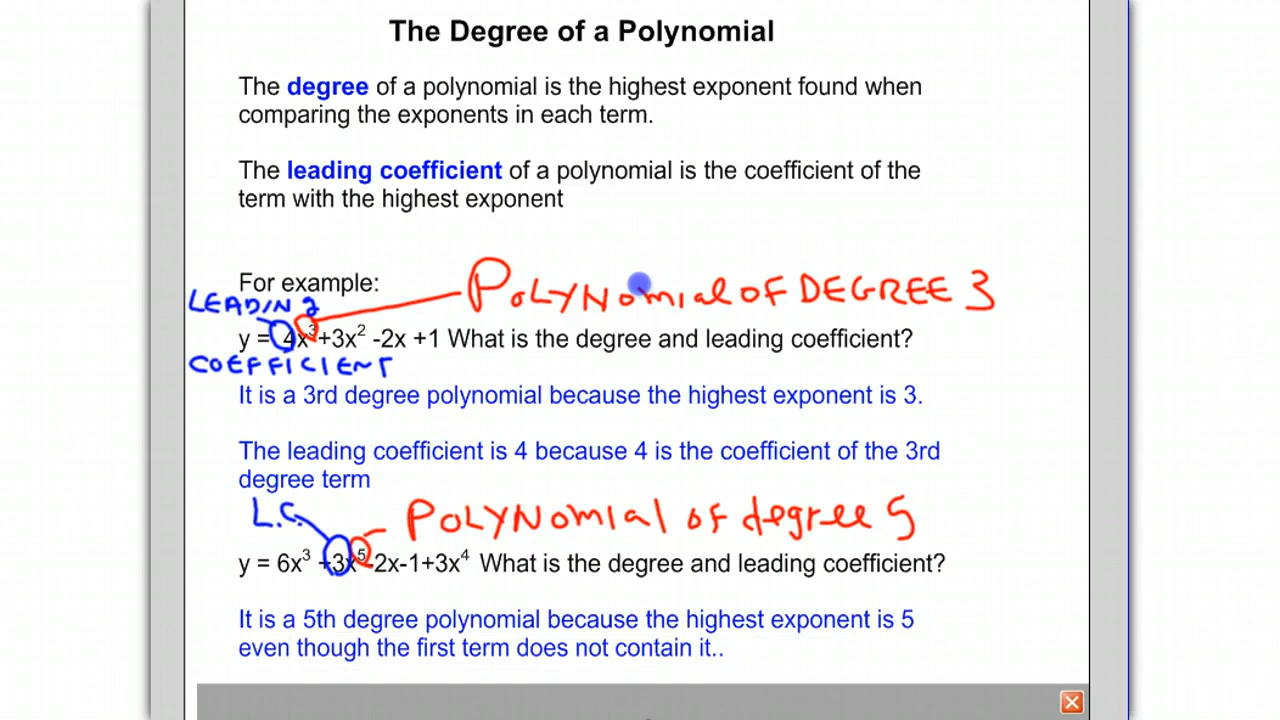 The Degree of a Polynomial
The degree of a polynomial is the highest exponent found when
comparing the exponents in each term.
The leading coefficient of a polynomial is the coefficient of the
term with the highest exponent
For example:
POLYNomial OF DEGREE 3
LEADING
y = 4x³+3x² -2x +1 What is the degree and leading coefficient?
COEFFICIENT
It is a 3rd degree polynomial because the highest exponent is 3.
The leading coefficient is 4 because 4 is the coefficient of the 3rd
degree term
L.C. POLYNomial OF degree 5
y = 6x³ +3x⁵-2x-1+3x⁴ What is the degree and leading coefficient?
It is a 5th degree polynomial because the highest exponent is 5
even though the first term does not contain it..